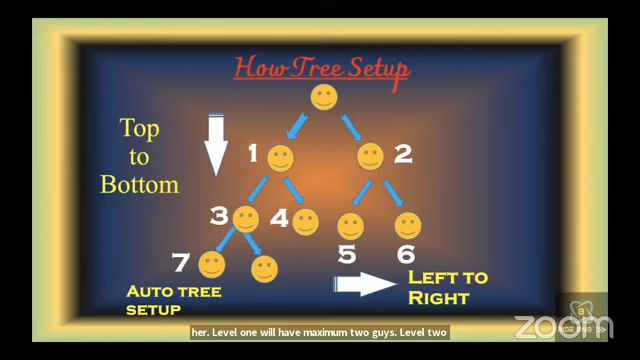 How Tree Setup
Top
to
Bottom
1
2
3
4
5
6
7
Auto tree
setup
Left to
Right
her. Level one will have maximum two guys. Level two
zoom